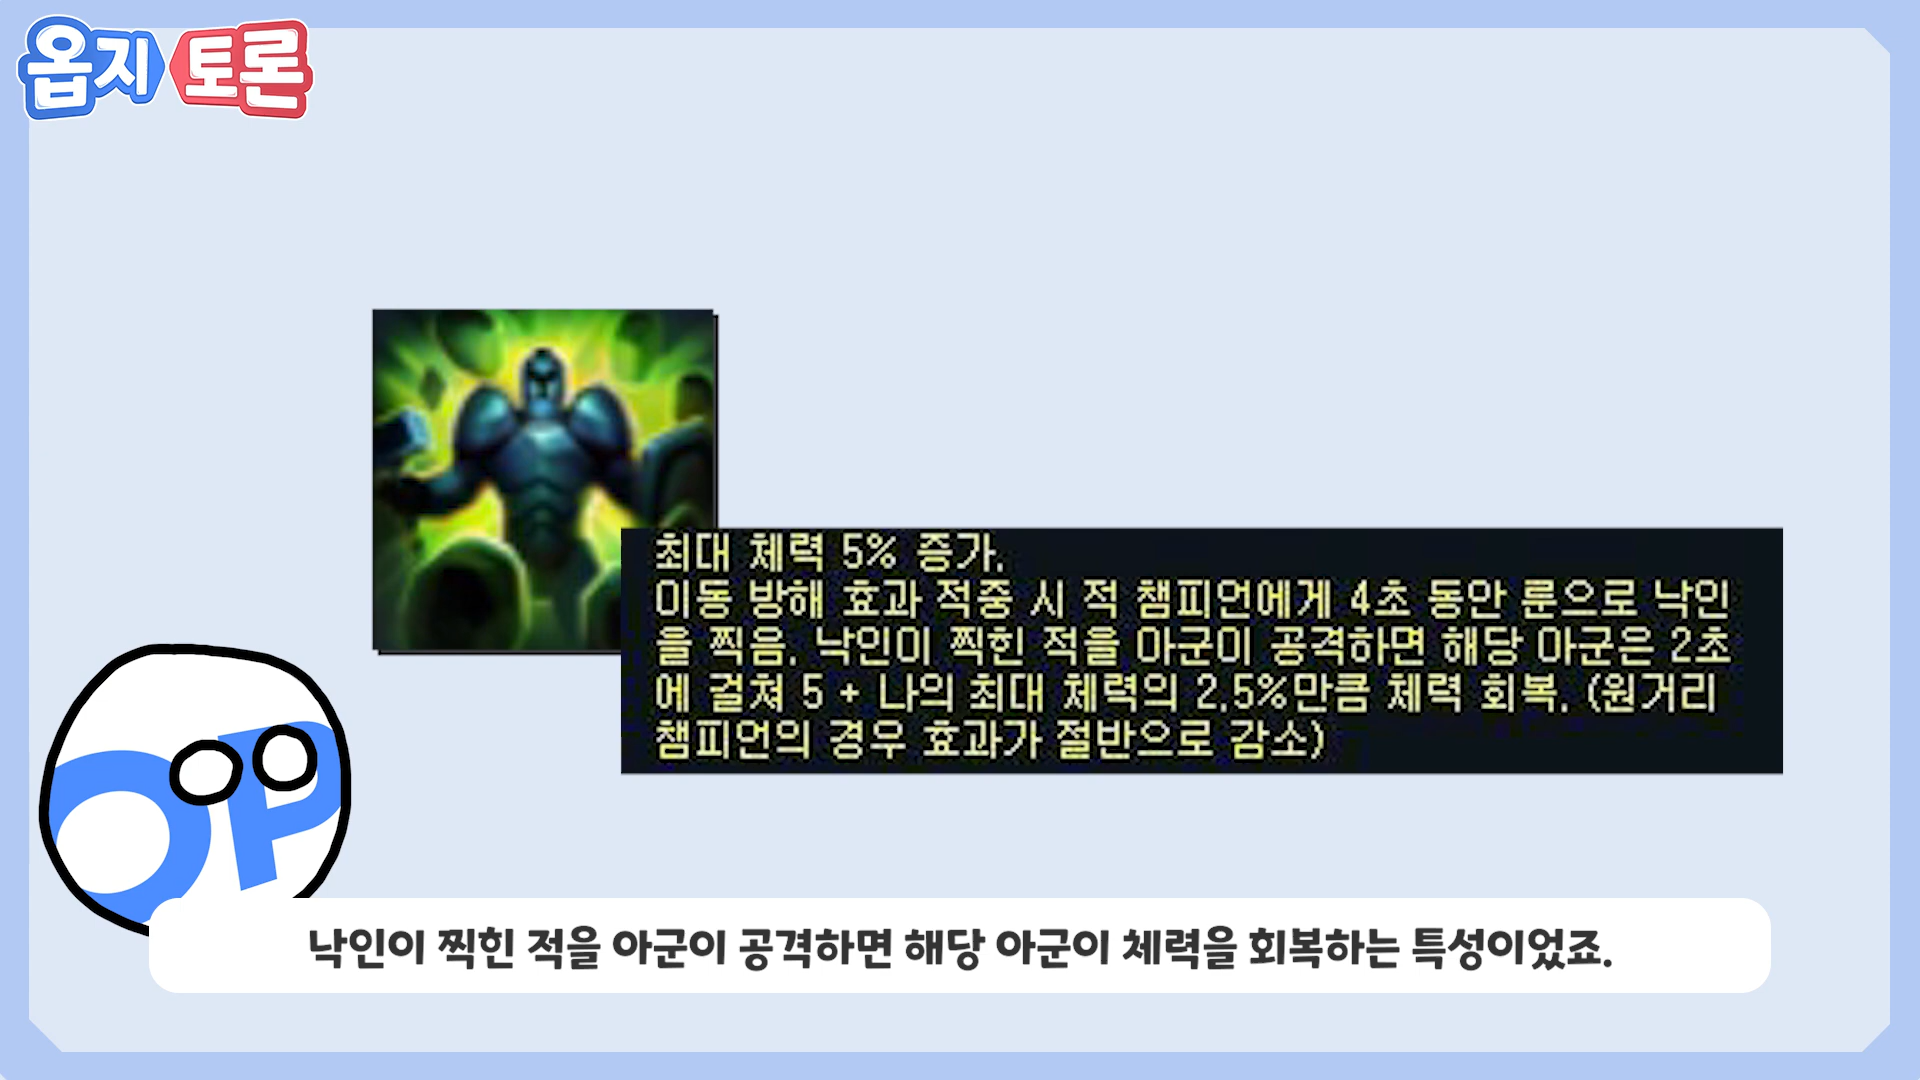 옵지 토론
최대 체력 5% 증가.
이동 방해 효과 적중 시 적 챔피언에게 4초 동안 룬으로 낙인
을 찍음. 낙인이 찍힌 적을 아군이 공격하면 해당 아군은 2초
에 걸쳐 5 + 나의 최대 체력의 2.5%만큼 체력 회복. (원거리
챔피언의 경우 효과가 절반으로 감소)
OP
낙인이 찍힌 적을 아군이 공격하면 해당 아군이 체력을 회복하는 특성이었죠.